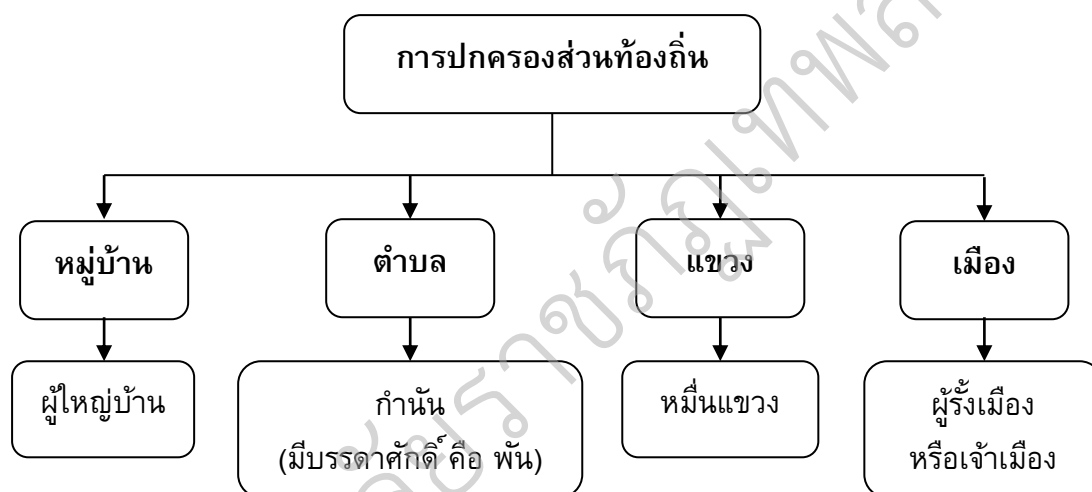 การปกครองส่วนท้องถิ่น
หมู่บ้าน
ตำบล
แขวง
เมือง
ผู้ใหญ่บ้าน
กำนัน
(มีบรรดาศักดิ์ คือ พัน)
หมื่นแขวง
ผู้รั้งเมือง
หรือเจ้าเมือง